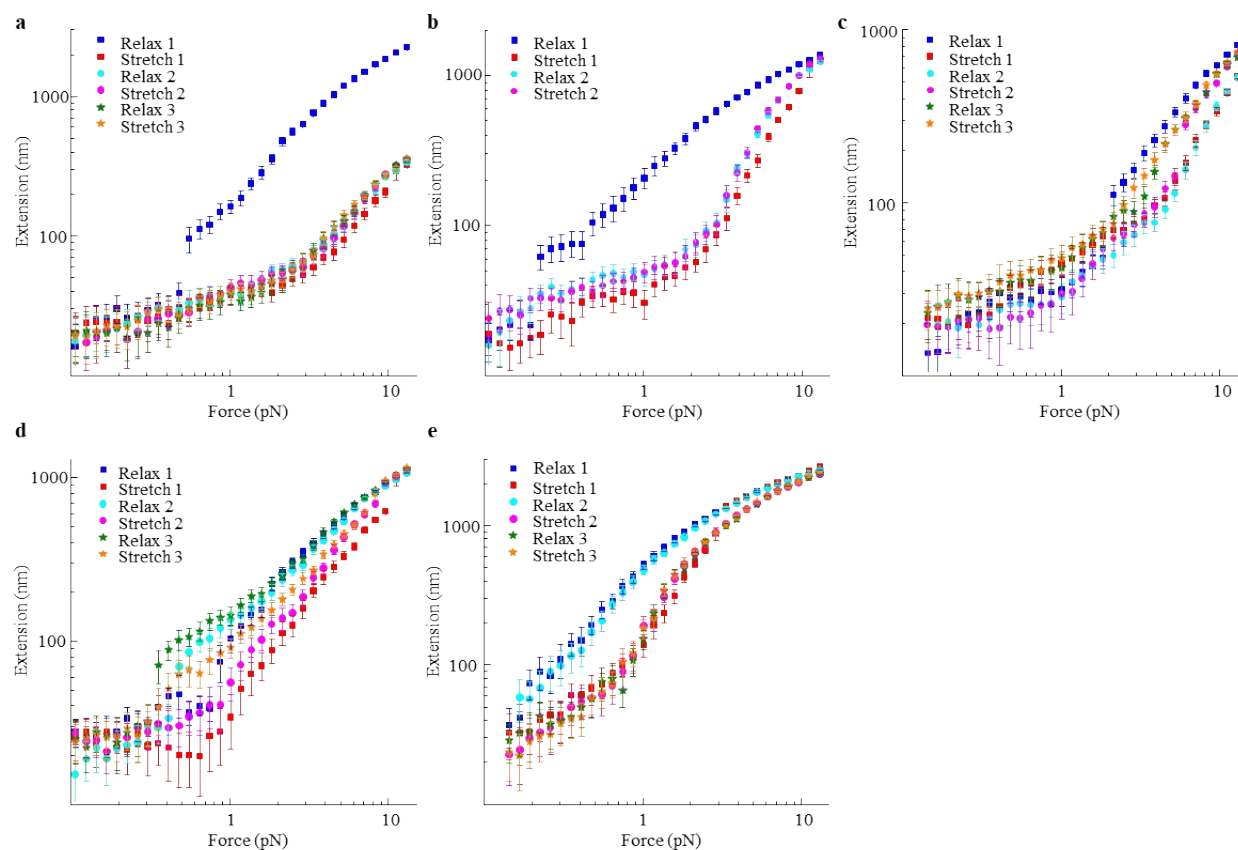 a
Relax 1
Stretch 1
Relax 2
Stretch 2
Relax 3
Stretch 3
1000
100
Extension (nm)
1
10
Force (pN)
b
Relax 1
Stretch 1
Relax 2
Stretch 2
1000
100
Extension (nm)
1
10
Force (pN)
c
Relax 1
Stretch 1
Relax 2
Stretch 2
Relax 3
Stretch 3
1000
100
Extension (nm)
1
10
Force (pN)
d
Relax 1
Stretch 1
Relax 2
Stretch 2
Relax 3
Stretch 3
1000
100
Extension (nm)
1
10
Force (pN)
e
Relax 1
Stretch 1
Relax 2
Stretch 2
Relax 3
Stretch 3
1000
100
Extension (nm)
1
10
Force (pN)